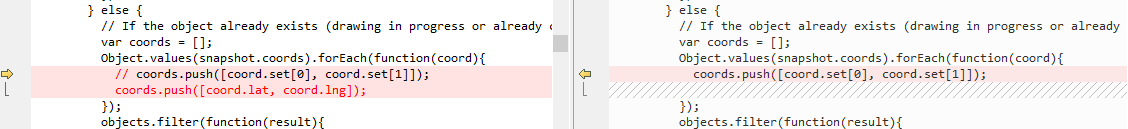 } else {
// If the object already exists (drawing in progress or already
var coords = [];
Object.values(snapshot.coords).forEach(function(coord){
// coords.push([coord.set[0], coord.set[1]]);
coords.push([coord.lat, coord.lng]);
});
objects.filter(function(result){
} else {
// If the object already exists (drawing in progress or already
var coords = [];
Object.values(snapshot.coords).forEach(function(coord){
coords.push([coord.set[0], coord.set[1]]);
});
objects.filter(function(result){